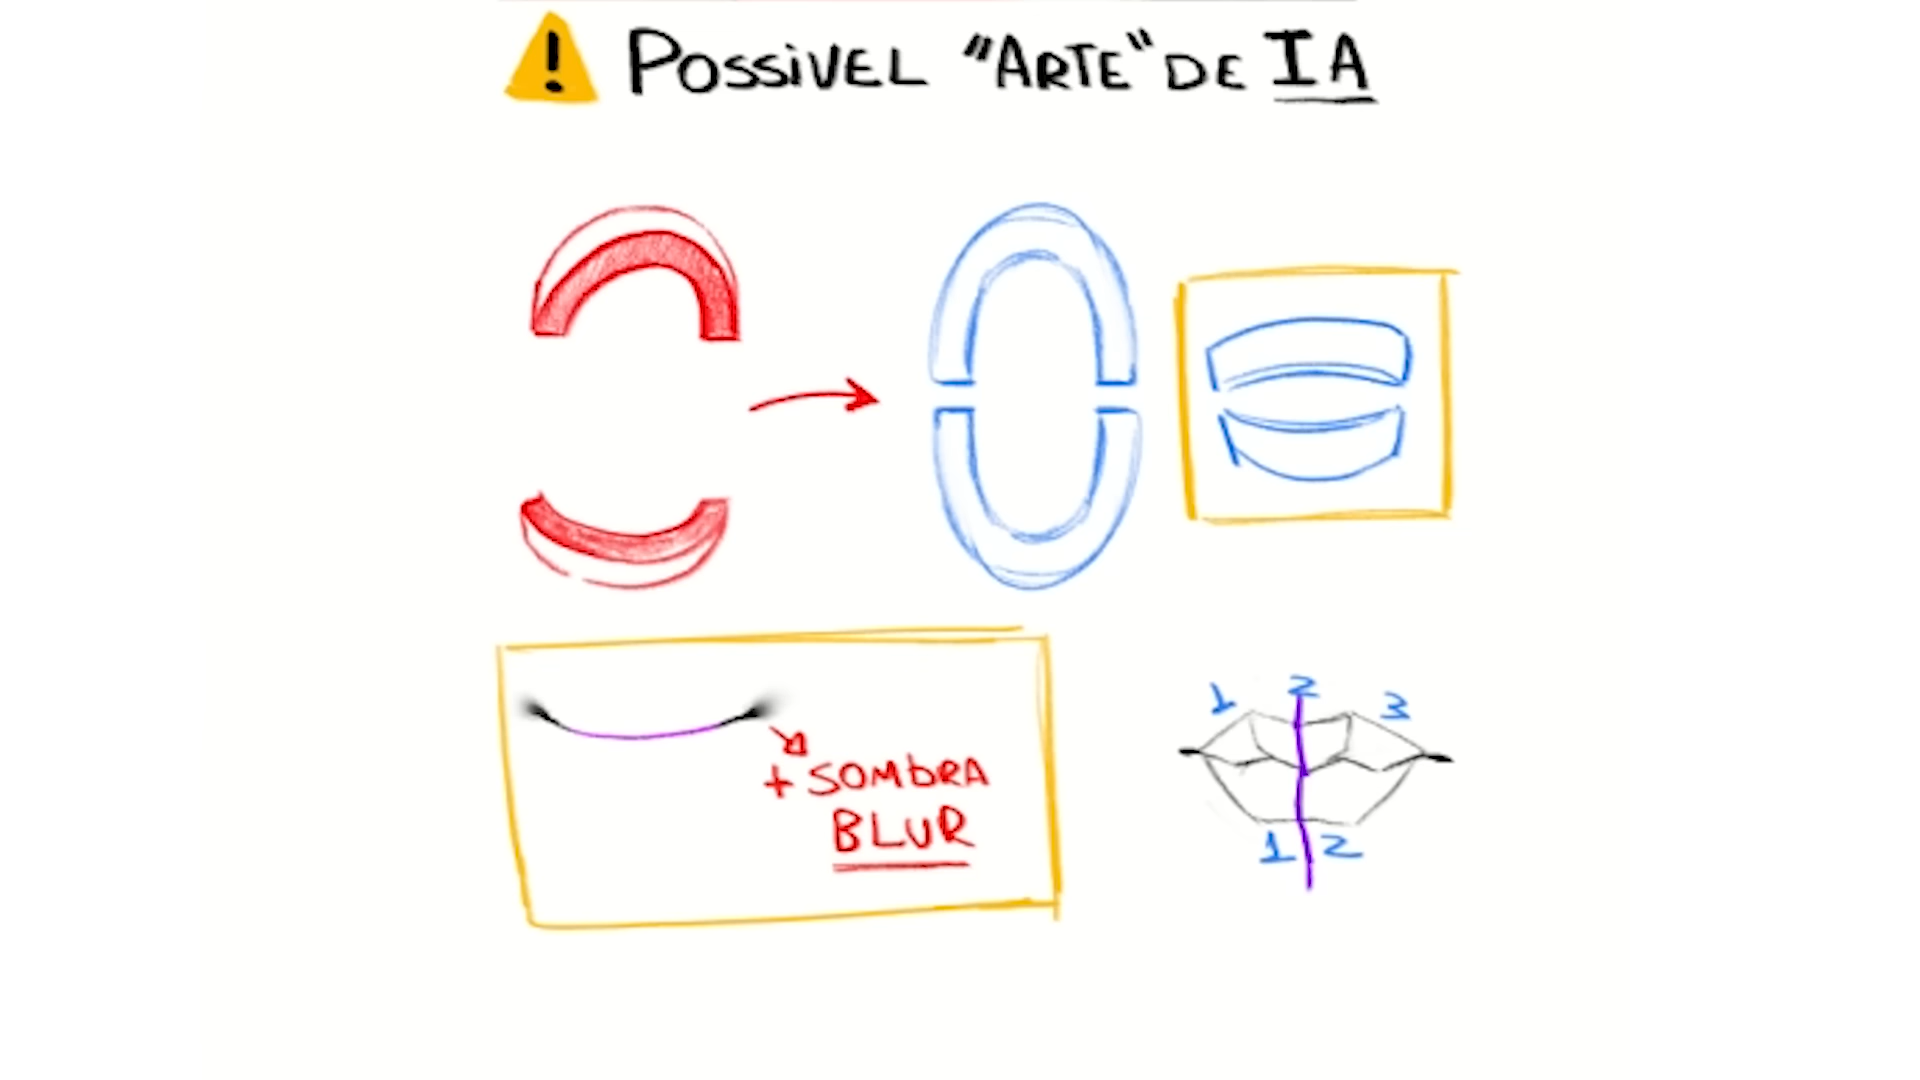 ! POSSIVEL "ARTE" DE IA
+ SOMbRA
BLUR
1 2 3
1 2